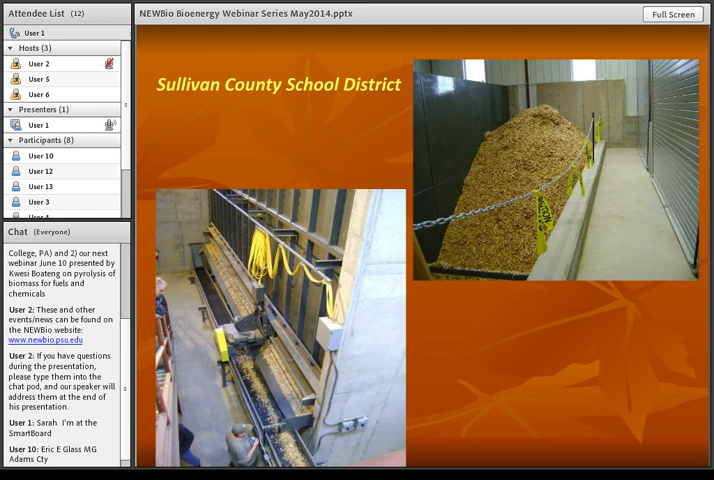 Attendee List (12)
User 1
Hosts (3)
User 2
User 5
User 6
Presenters (1)
User 1
Participants (8)
User 10
User 12
User 13
User 3
Chat (Everyone)
College, PA) and 2) our next
webinar June 10 presented by
Kwesi Boateng on pyrolysis of
biomass for fuels and
chemicals
User 2: These and other
events/news can be found on
the NEWBio website:
www.newbio.psu.edu
User 2: If you have questions
during the presentation,
please type them into the
chat pod, and our speaker will
address them at the end of
his presentation.
User 1: Sarah I'm at the
SmartBoard
User 10: Eric E Glass MG
Adams Cty
NEWBio Bioenergy Webinar Series May2014.pptx
Full Screen
Sullivan County School District